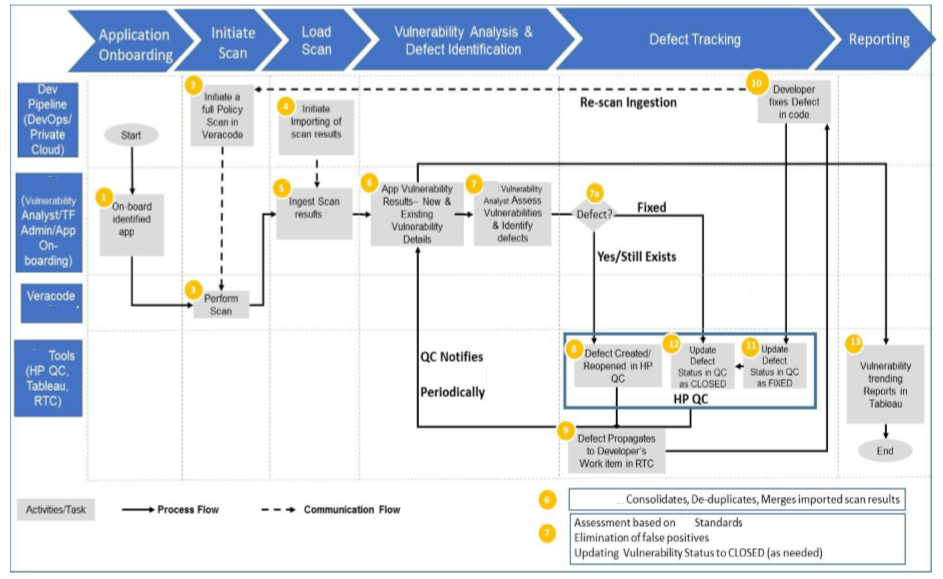 Application
Onboarding
Initiate
Scan
Load
Scan
Vulnerability Analysis &
Defect Identification
Defect Tracking
Reporting
Dev
Pipeline
(DevOps/
Private
Cloud)
Start
2
Initiate a
full Policy
Scan in
Veracode
4
Initiate
Importing of
scan results
Re-scan Ingestion
10
Developer
fixes Defect
in code
(Vulnerability
Analyst/TF
Admin/App
On-
boarding)
1
On-board
identified
app
5
Ingest Scan
results
6
App Vulnerability
Results– New &
Existing
Vulnerability
Details
7
: Vulnerability
Analyst Assess
Vulnerabilities
& Identify
defects
7a
Defect?
Fixed
Yes/Still Exists
Veracode
3
Perform
Scan
Tools
(HP QC,
Tableau,
RTC)
QC Notifies
Periodically
8
Defect Created/
Reopened in HP
QC
12
Update
Defect
Status in QC
as CLOSED
11
Update
Defect
Status in QC
as FIXED
HP QC
9
Defect Propagates
to Developer's
Work item in RTC
13
Vulnerability
trending
Reports in
Tableau
End
Activities/Task
Process Flow
Communication Flow
6
Consolidates, De-duplicates, Merges imported scan results
7
Assessment based on Standards
Elimination of false positives
Updating Vulnerability Status to CLOSED (as needed)